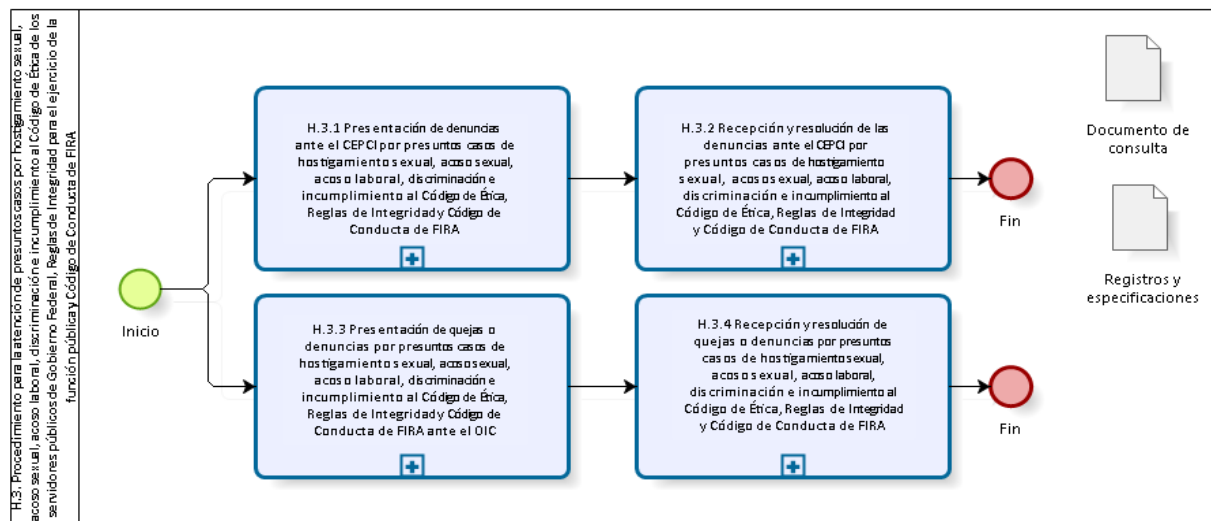 H.3. Procedimiento para la atención de presuntos casos por hostigamiento sexual,
acoso sexual, acoso laboral, discriminación e incumplimiento al Código de Ética de los
servidores públicos de Gobierno Federal, Reglas de Integridad para el ejercicio de la
función pública y Código de Conducta de FIRA
Inicio
H.3.1 Presentación de denuncias
ante el CEPCI por presuntos casos de
hostigamiento sexual, acoso sexual,
acoso laboral, discriminación e
incumplimiento al Código de Ética,
Reglas de Integridad y Código de
Conducta de FIRA
H.3.2 Recepción y resolución de las
denuncias ante el CEPCI por
presuntos casos de hostigamiento
sexual, acoso sexual, acoso laboral,
discriminación e incumplimiento al
Código de Ética, Reglas de Integridad
y Código de Conducta de FIRA
Fin
H.3.3 Presentación de quejas o
denuncias por presuntos casos de
hostigamiento sexual, acoso sexual,
acoso laboral, discriminación e
incumplimiento al Código de Ética,
Reglas de Integridad y Código de
Conducta de FIRA ante el OIC
H.3.4 Recepción y resolución de
quejas o denuncias por presuntos
casos de hostigamiento sexual,
acoso sexual, acoso laboral,
discriminación e incumplimiento al
Código de Ética, Reglas de Integridad
y Código de Conducta de FIRA
Fin
Documento de
consulta
Registros y
especificaciones